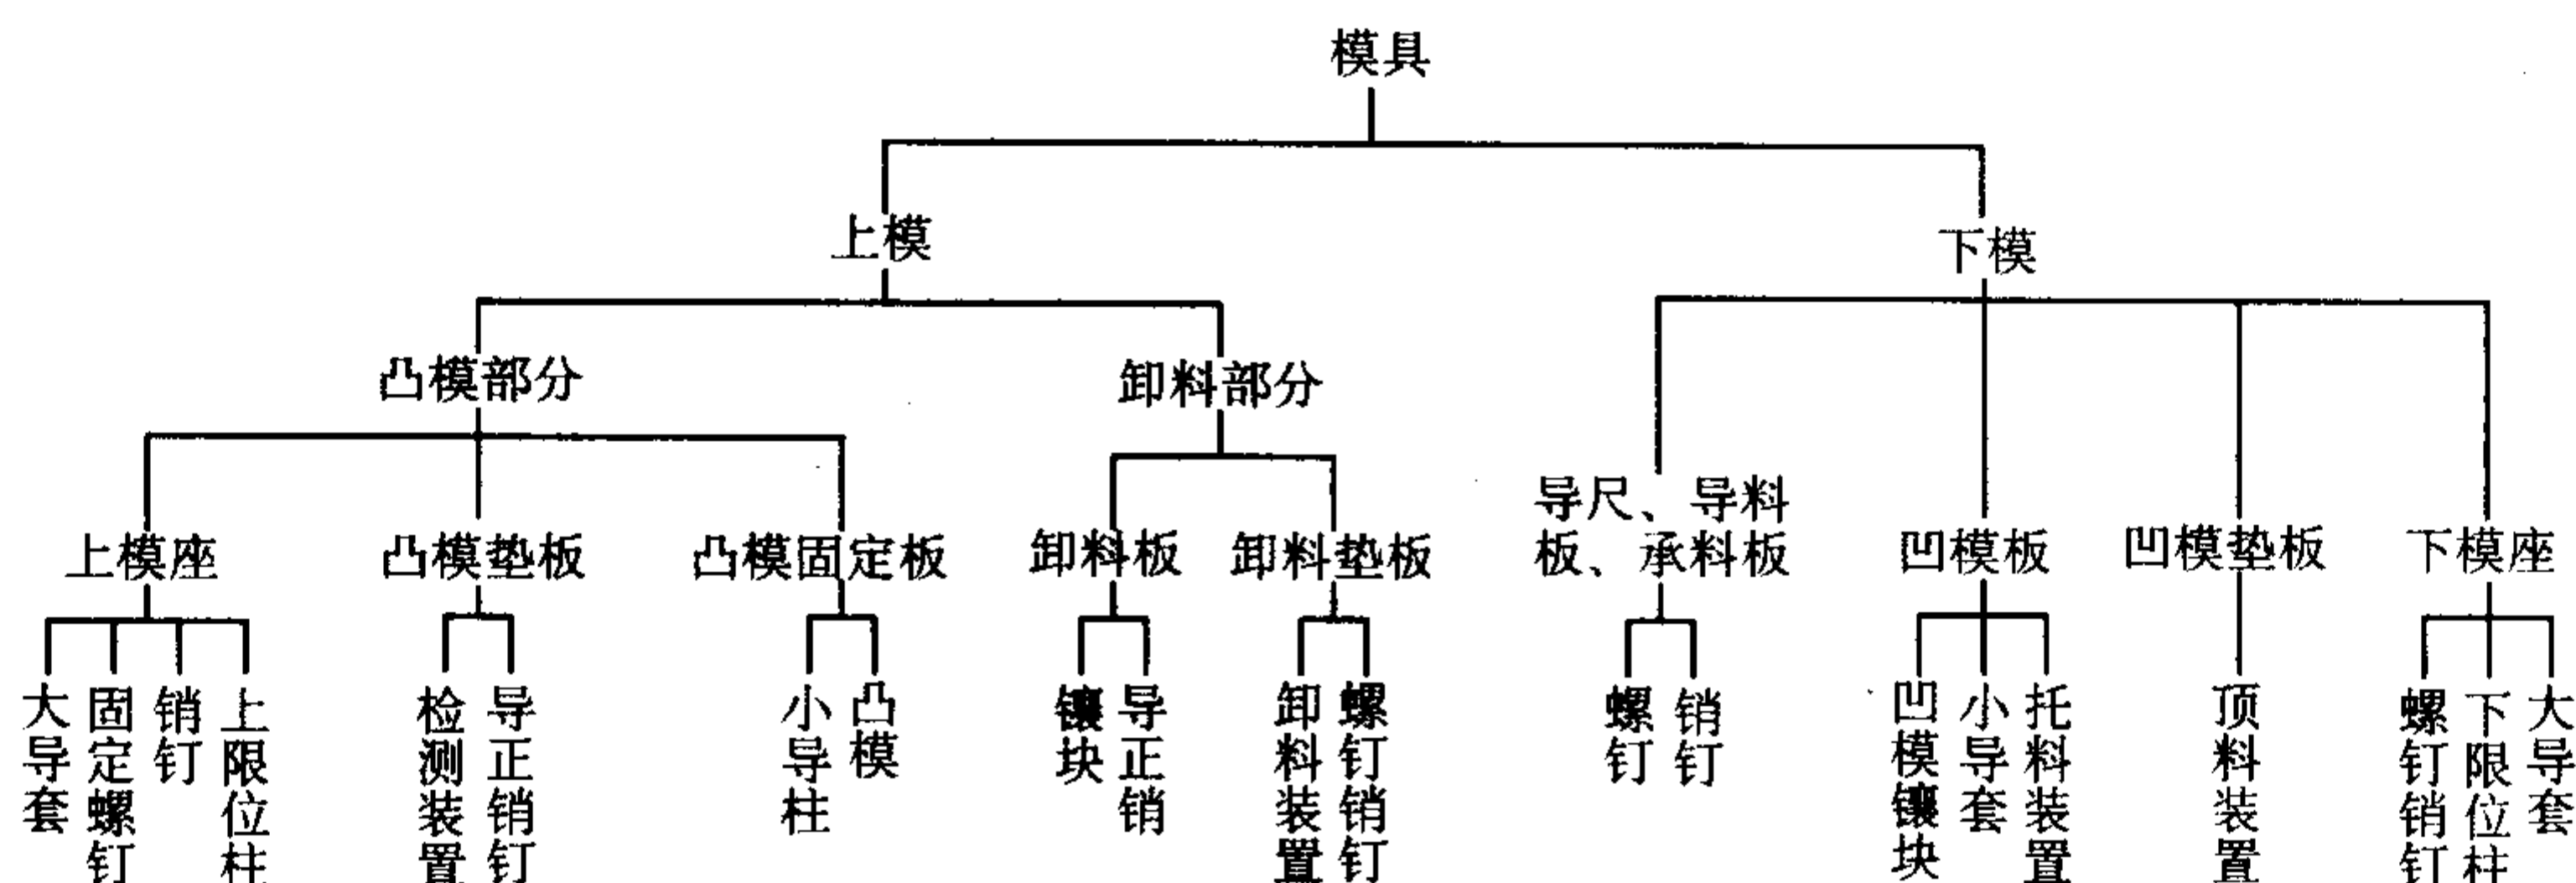 模具
上模
下模
凸模部分
卸料部分
上模座
凸模垫板
凸模固定板
卸料板
卸料垫板
导尺、导料
板、承料板
凹模板
凹模垫板
下模座
大导套
固定螺钉
销钉
上限位柱
检测装置
导正销钉
小导柱
凸模
镶块
导正销
卸料装置
螺钉销钉
螺钉
销钉
凹模镶块
小导套
托料装置
顶料装置
螺钉销钉
下限位柱
大导套